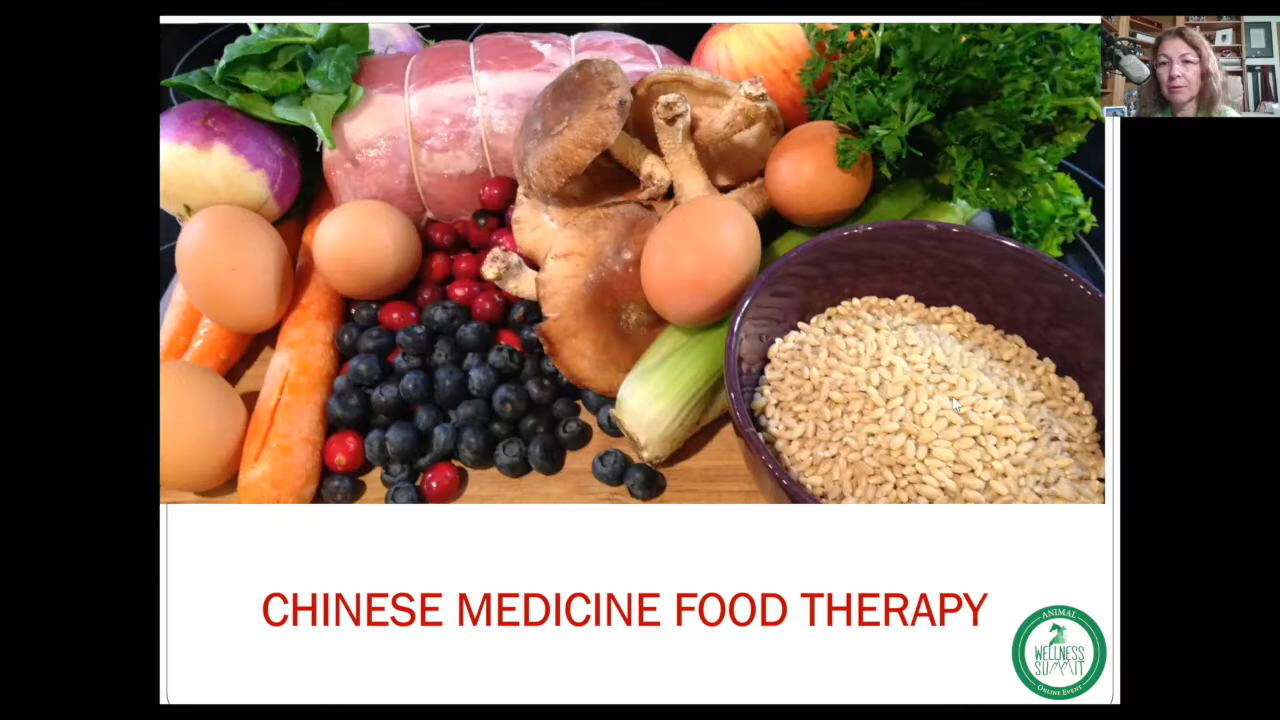 CHINESE MEDICINE FOOD THERAPY
ANIMAL
WELLNESS
SUMMIT
ONLINE EVENT